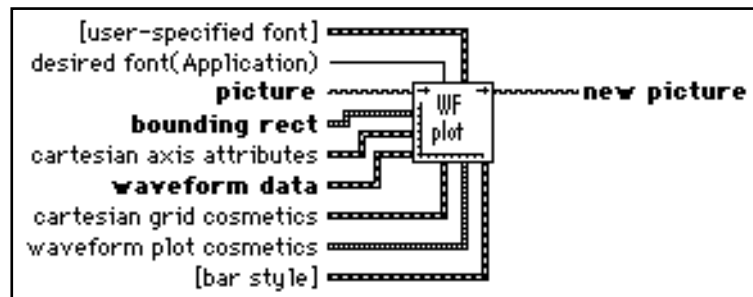 [user-specified font]
desired font(Application)
picture
new picture
WF
bounding rect
plot
cartesian axis attributes
waveform data
cartesian grid cosmetics
waveform plot cosmetics
[bar style]